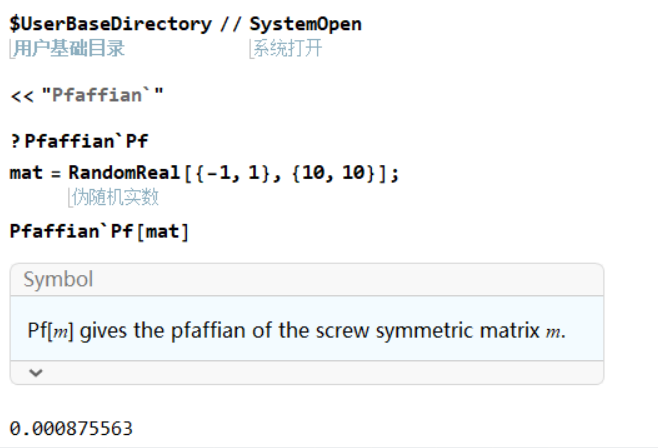 $UserBaseDirectory // SystemOpen
用户基础目录 系统打开
<< "Pfaffian`"
? Pfaffian`Pf
mat = RandomReal[{-1, 1}, {10, 10}];
伪随机实数
Pfaffian`Pf[mat]
Symbol
Pf[m] gives the pfaffian of the screw symmetric matrix m.
0.000875563